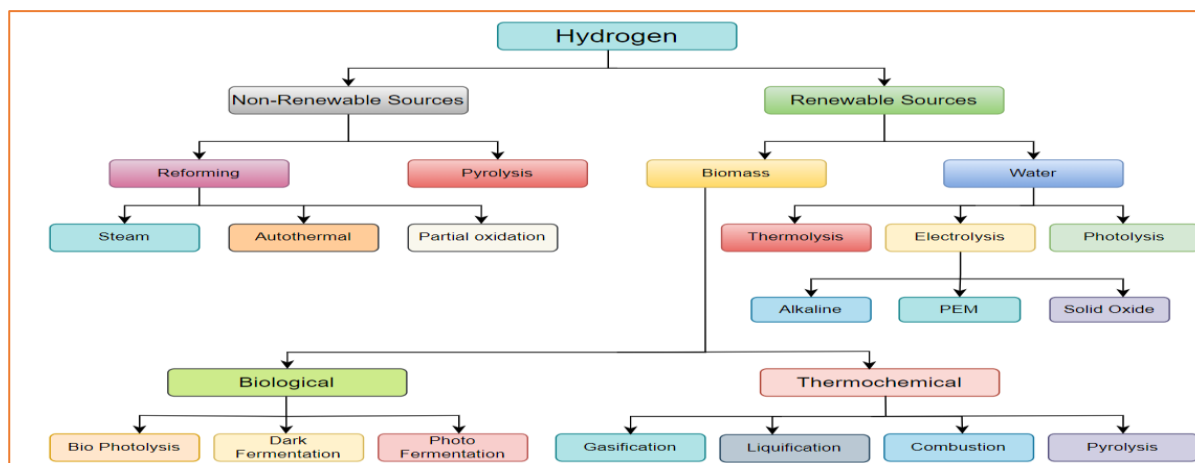 Hydrogen
Non-Renewable Sources
Renewable Sources
Reforming
Pyrolysis
Biomass
Water
Steam
Autothermal
Partial oxidation
Thermolysis
Electrolysis
Photolysis
Alkaline
PEM
Solid Oxide
Biological
Thermochemical
Bio Photolysis
Dark
Fermentation
Photo
Fermentation
Gasification
Liquification
Combustion
Pyrolysis